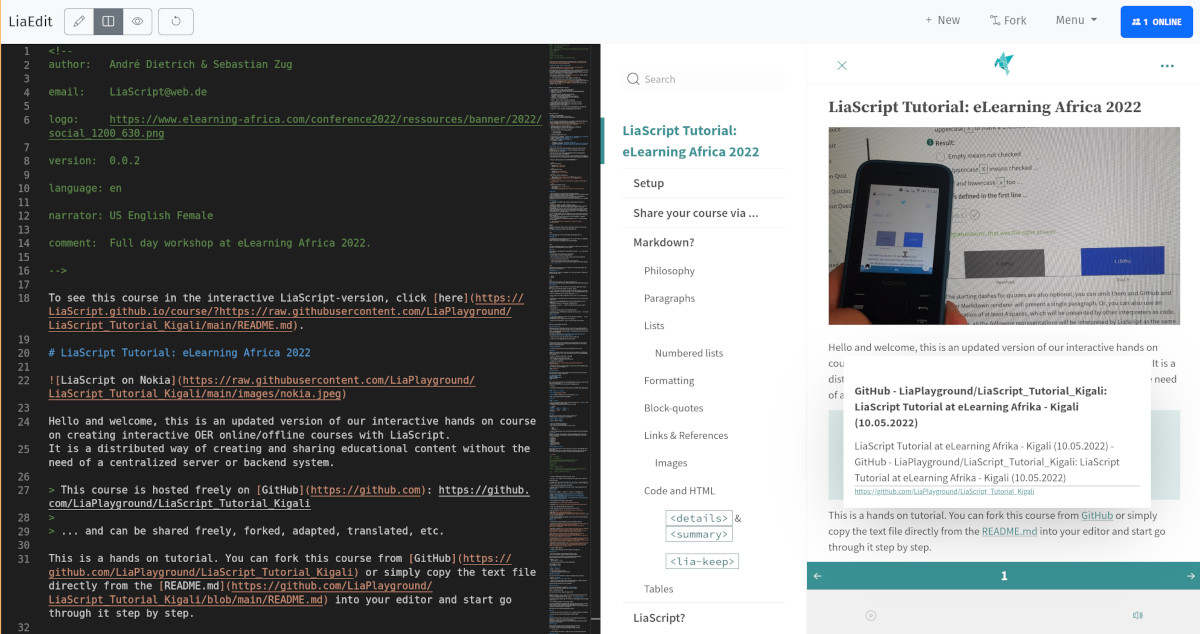 LiaEdit
+ New
Fork
Menu
1 ONLINE
1 <!--
2 author: André Dietrich & Sebastian Zug
3
4 email: LiaScript@web.de
5
6 logo: https://www.elearning-africa.com/conference2022/ressources/banner/2022/
social_1200_630.png
7
8 version: 0.0.2
9
10 language: en
11
12 narrator: US English Female
13
14 comment: Full day workshop at eLearning Africa 2022.
15
16 -->
17
18 To see this course in the interactive LiaScript-version, click [here](https://
LiaScript.github.io/course/?https://raw.githubusercontent.com/LiaPlayground/
LiaScript_Tutorial_Kigali/main/README.md).
19
20 # LiaScript Tutorial: eLearning Africa 2022
21
22 ![LiaScript on Nokia](https://raw.githubusercontent.com/LiaPlayground/
LiaScript_Tutorial_Kigali/main/images/nokia.jpeg)
23
24 Hello and welcome, this is an updated version of our interactive hands on course
on creating interactive OER online/offline courses with LiaScript.
25 It is a distributed way of creating and sharing educational content without the
need of a centralized server or backend system.
26
27 > This course is hosted freely on [GitHub](https://github.com): https://github.
com/LiaPlayground/LiaScript_Tutorial_Kigali
28 >
29 > ... and can be shared freely, forked, adapted, translated, etc.
30
31 This is a hands on tutorial. You can fork this course from [GitHub](https://
github.com/LiaPlayground/LiaScript_Tutorial_Kigali) or simply copy the text file
directly from the [README.md](https://github.com/LiaPlayground/
LiaScript_Tutorial_Kigali/blob/main/README.md) into your editor and start go
through it step by step.
32
Search
LiaScript Tutorial:
eLearning Africa 2022
Setup
Share your course via ...
Markdown?
Philosophy
Paragraphs
Lists
Numbered lists
Formatting
Block-quotes
Links & References
Images
Code and HTML
<details> &
<summary>
<lia-keep>
Tables
LiaScript?
LiaScript Tutorial: eLearning Africa 2022
Result:
Empty means not checked
Hello and welcome, this is an updated version of our interactive hands on
It is a
need
of a
GitHub - LiaPlayground/LiaScript_Tutorial_Kigali:
LiaScript Tutorial at eLearning Afrika - Kigali
(10.05.2022)
LiaScript Tutorial at eLearning Afrika - Kigali (10.05.2022) -
GitHub - LiaPlayground/LiaScript_Tutorial_Kigali: LiaScript
Tutorial at eLearning Afrika - Kigali (10.05.2022)
https://github.com/LiaPlayground/LiaScript_Tutorial_Kigali
This is a hands on tutorial. You can fork this course from GitHub or simply
copy the text file directly from the README.md into your editor and start go
through it step by step.
1